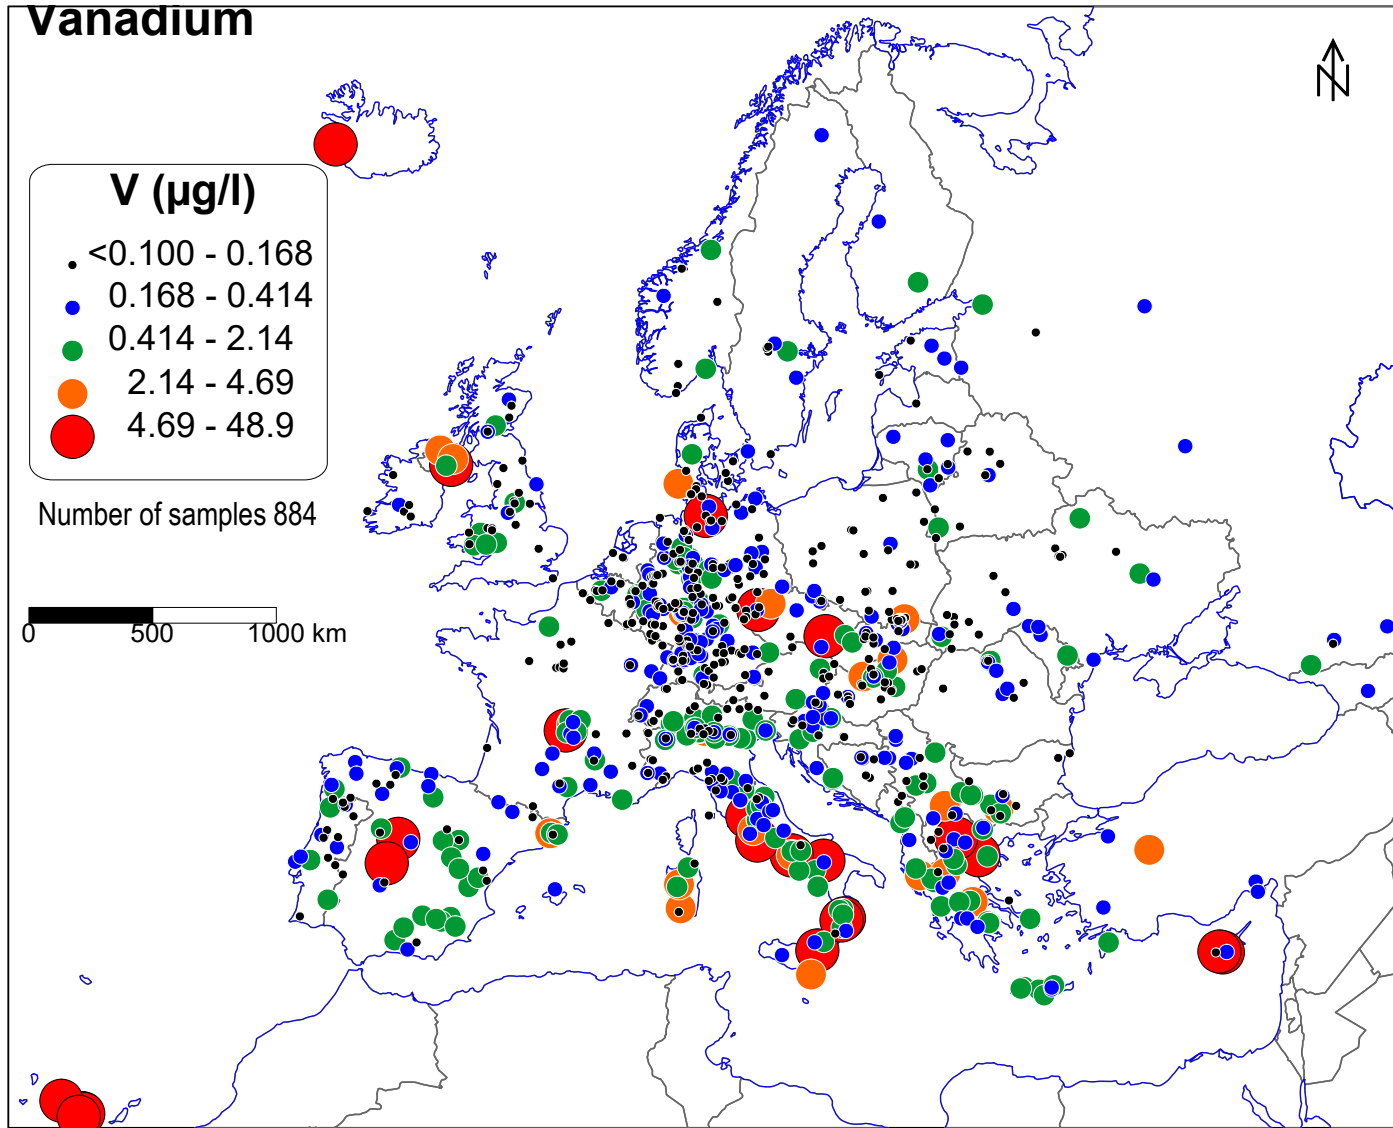 Vanadium
N
V (µg/l)
<0.100 - 0.168
0.168 - 0.414
0.414 - 2.14
2.14 - 4.69
4.69 - 48.9
Number of samples 884
0 500 1000 km